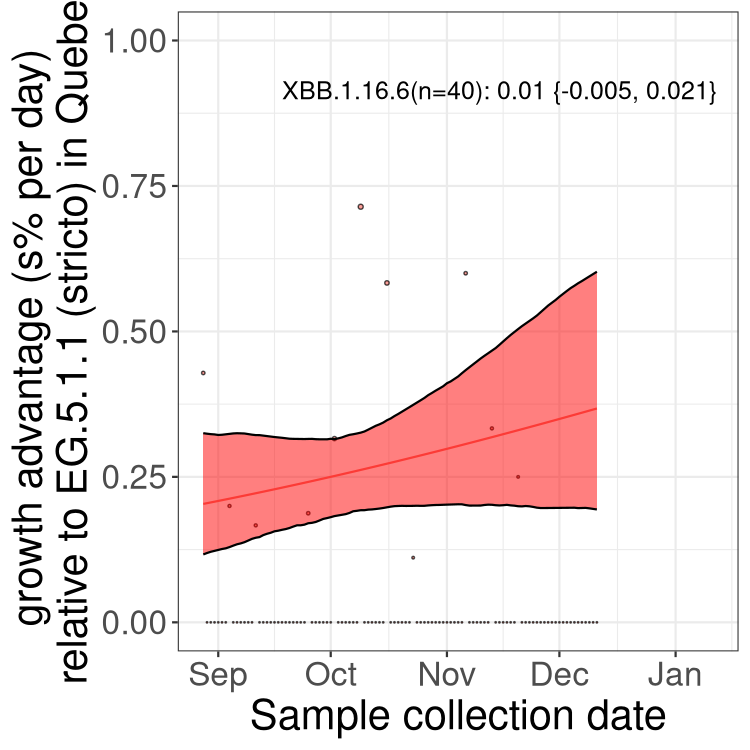 growth advantage (s% per day)
relative to EG.5.1.1 (stricto) in Quebe
1.00
0.75
0.50
0.25
0.00
XBB.1.16.6(n=40): 0.01 {-0.005, 0.021}
Sep Oct Nov Dec Jan
Sample collection date